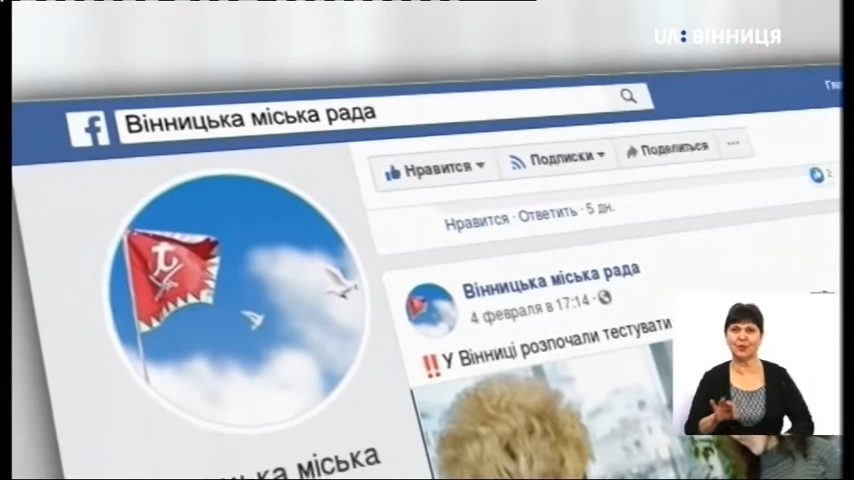 UA: ВІННИЦЯ
Вінницька міська рада
Нравится
Подписки
Поделиться
...
2
Нравится · Ответить · 5 дн.
Вінницька міська рада
4 февраля в 17:14
‼У Вінниці розпочали тестувати
міська